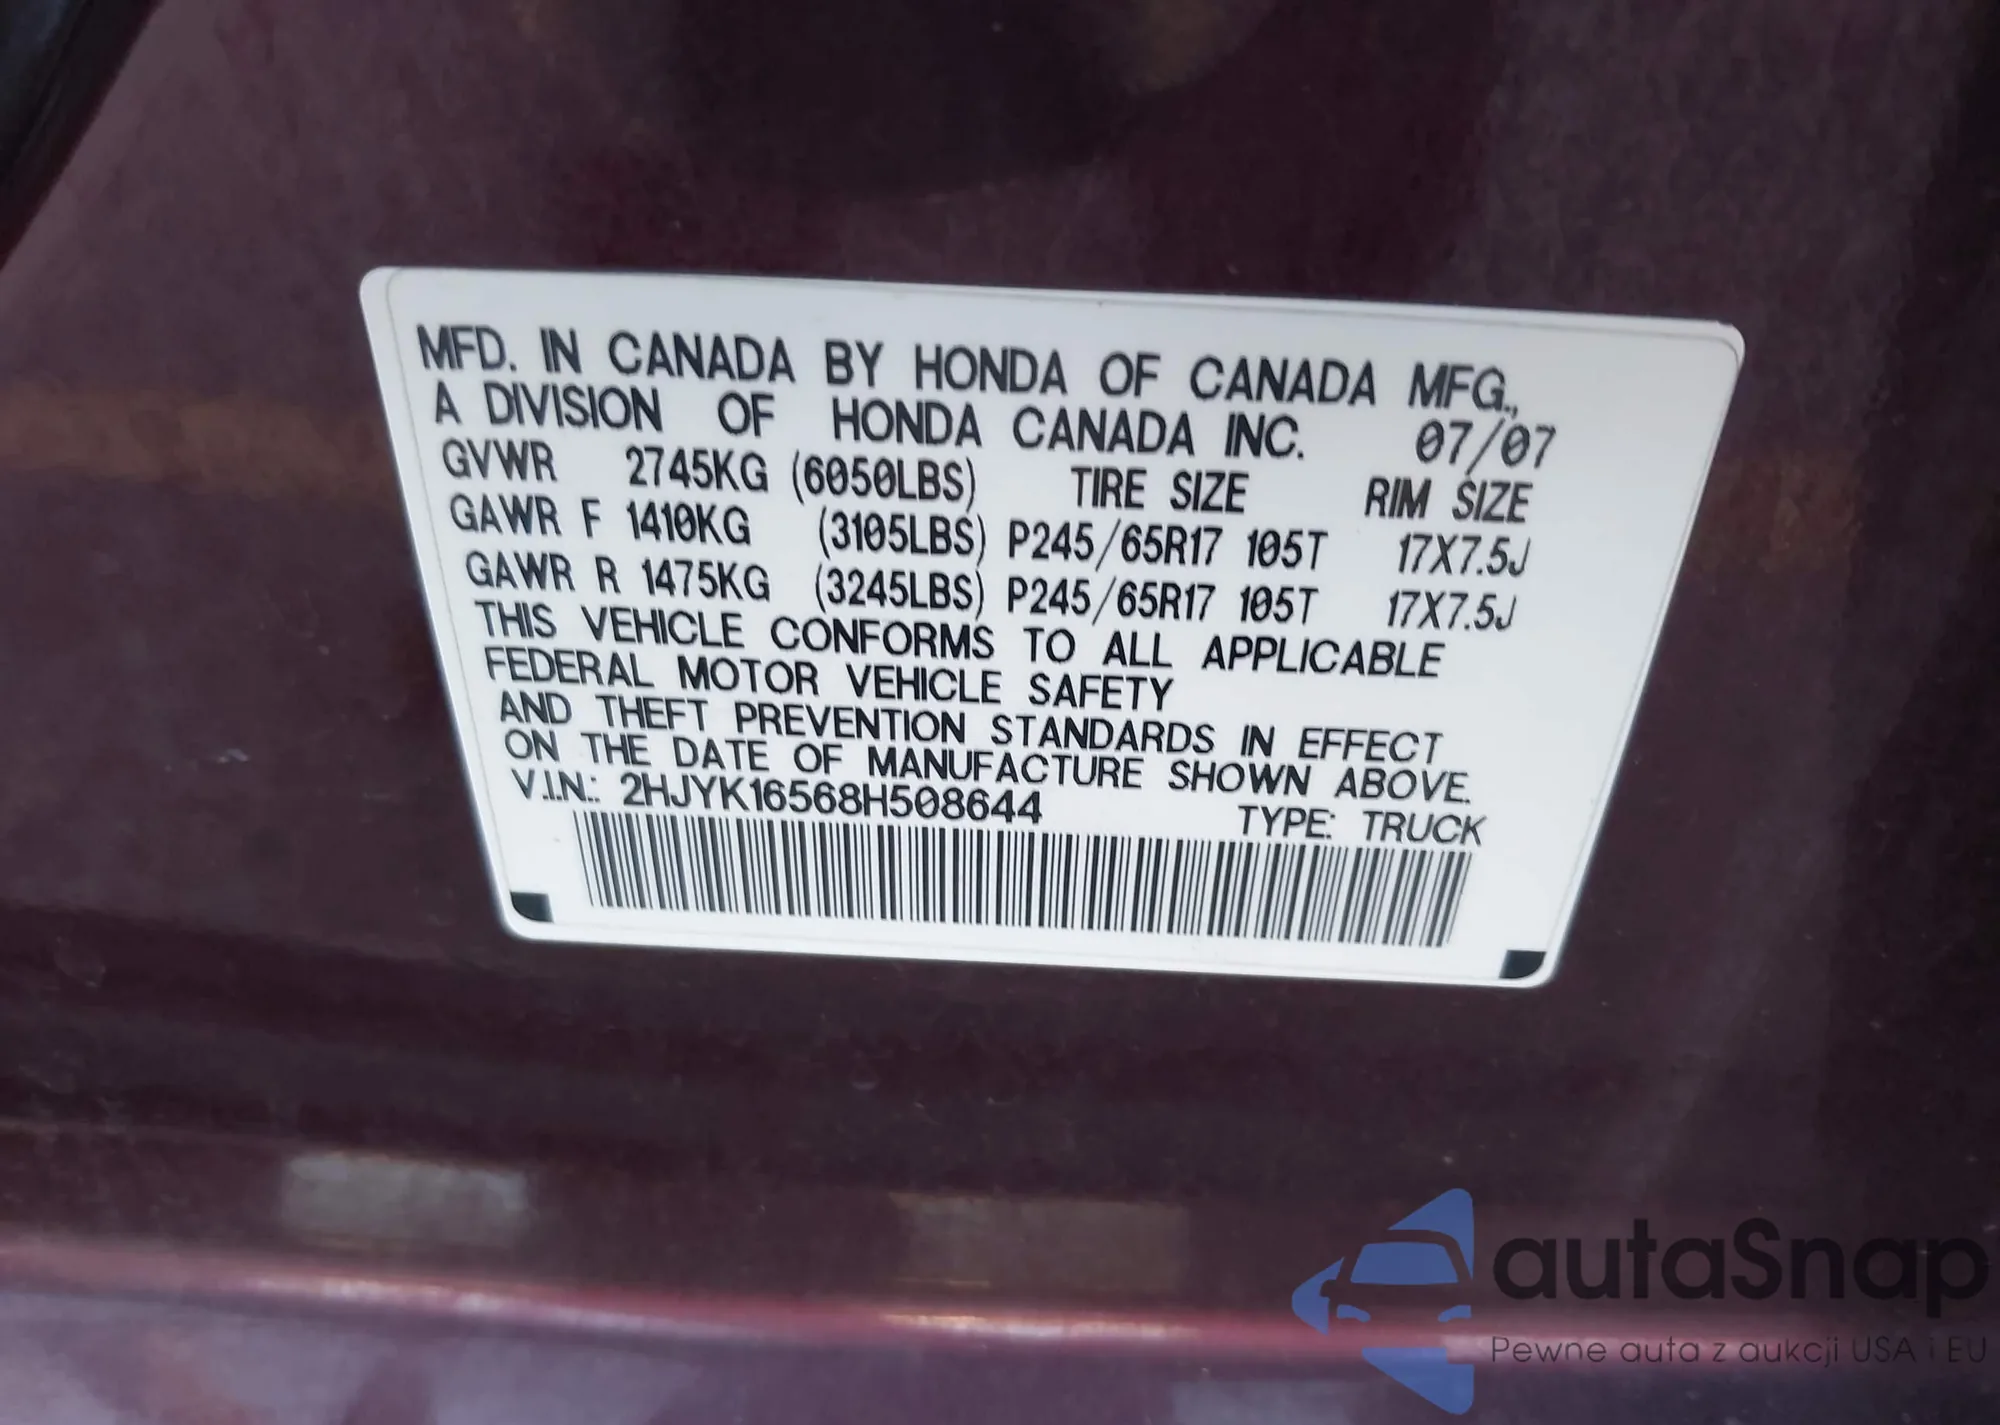 MFD. IN CANADA BY HONDA OF CANADA MFG.,
A DIVISION OF HONDA CANADA INC. 07/07
GVWR 2745KG (6050LBS) TIRE SIZE RIM SIZE
GAWR F 1410KG (3105LBS) P245/65R17 105T 17X7.5J
GAWR R 1475KG (3245LBS) P245/65R17 105T 17X7.5J
THIS VEHICLE CONFORMS TO ALL APPLICABLE
FEDERAL MOTOR VEHICLE SAFETY
AND THEFT PREVENTION STANDARDS IN EFFECT
ON THE DATE OF MANUFACTURE SHOWN ABOVE.
V.I.N.: 2HJYK16568H508644 TYPE: TRUCK
autaSnap
Pewne auta z aukcji USA i EU